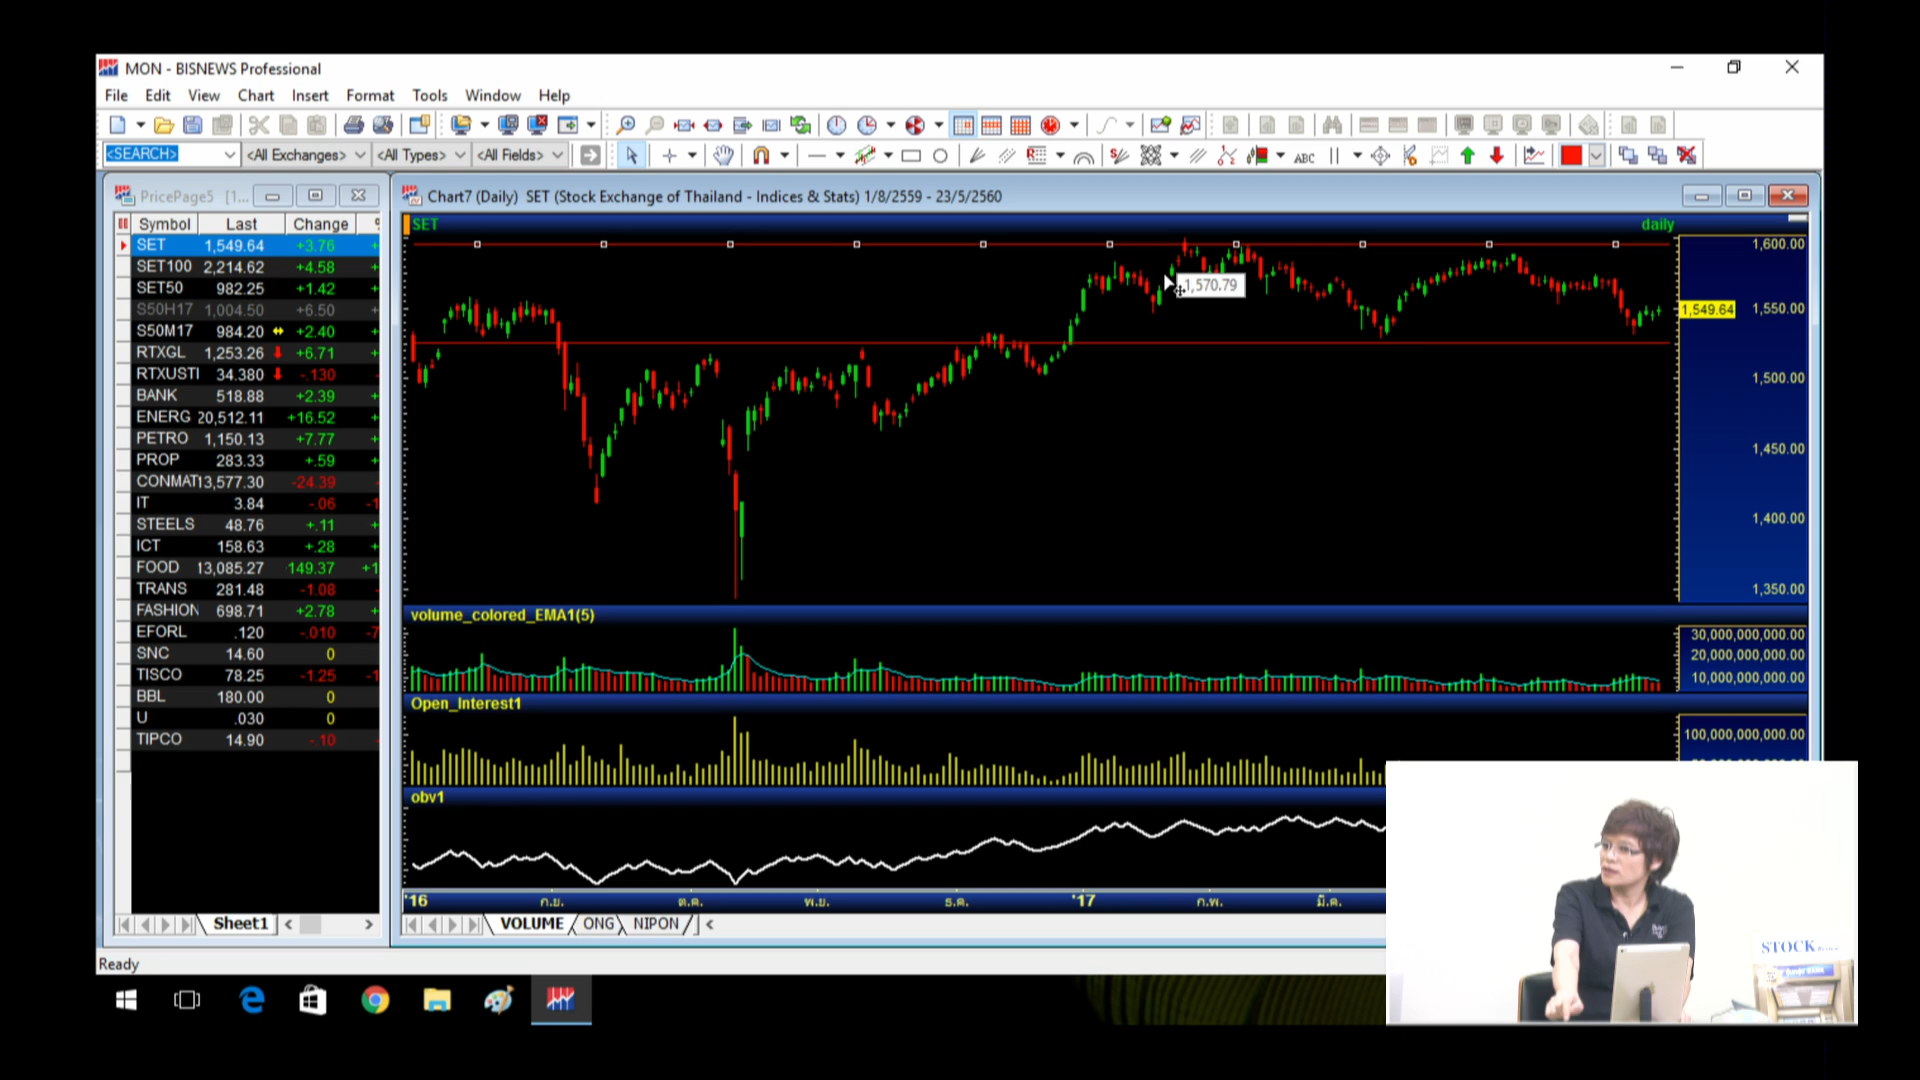 MON - BISNEWS Professional
File Edit View Chart Insert Format Tools Window Help
<SEARCH> <All Exchanges> <All Types> <All Fields>
ABC
PricePage5 [1...
Symbol Last Change %
SET 1,549.64 +3.76 +
SET100 2,214.62 +4.58 +
SET50 982.25 +1.42 +
S50H17 1,004.50 +6.50 +
S50M17 984.20 +2.40 +
RTXGL 1,253.26 +6.71 +
RTXUSTI 34.380 -.130 -
BANK 518.88 +2.39 +
ENERG 20,512.11 +16.52 +
PETRO 1,150.13 +7.77 +
PROP 283.33 +.59 +
CONMAT 13,577.30 -24.39 -
IT 3.84 -.06 -1
STEELS 48.76 +.11 +
ICT 158.63 +.28 +
FOOD 13,085.27 149.37 +1
TRANS 281.48 -1.08 -
FASHION 698.71 +2.78 +
EFORL .120 -.010 -7
SNC 14.60 0
TISCO 78.25 -1.25 -1
BBL 180.00 0
U .030 0
TIPCO 14.90 -.10 -
Sheet1
Chart7 (Daily) SET (Stock Exchange of Thailand - Indices & Stats) 1/8/2559 - 23/5/2560
SET daily
1,600.00
1,570.79
1,549.64 1,550.00
1,500.00
1,450.00
1,400.00
1,350.00
volume_colored_EMA1(5)
30,000,000,000.00
20,000,000,000.00
10,000,000,000.00
Open_Interest1
100,000,000,000.00
obv1
'16 ก.ย. ต.ค. พ.ย. ธ.ค. '17 ก.พ. มี.ค.
VOLUME ONG NIPON
Ready
STOCK